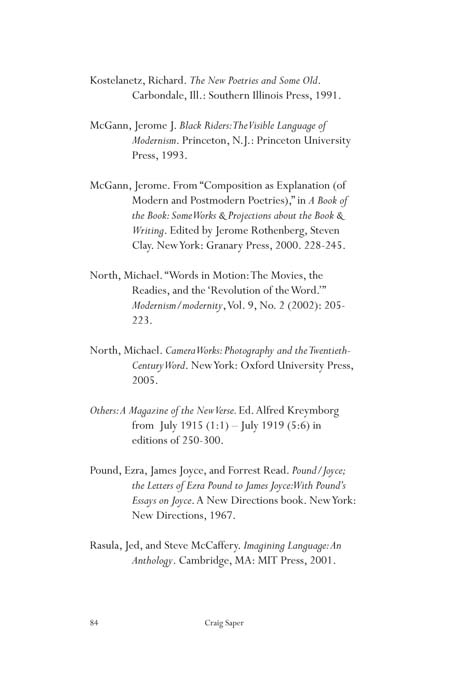 Kostelanetz, Richard. The New Poetries and Some Old.
Carbondale, Ill.: Southern Illinois Press, 1991.
McGann, Jerome J. Black Riders: The Visible Language of
Modernism. Princeton, N.J.: Princeton University
Press, 1993.
McGann, Jerome. From “Composition as Explanation (of
Modern and Postmodern Poetries),” in A Book of
the Book: Some Works & Projections about the Book &
Writing. Edited by Jerome Rothenberg, Steven
Clay. New York: Granary Press, 2000. 228-245.
North, Michael. “Words in Motion: The Movies, the
Readies, and the ‘Revolution of the Word.’”
Modernism/modernity, Vol. 9, No. 2 (2002): 205-
223.
North, Michael. Camera Works: Photography and the Twentieth-
Century Word. New York: Oxford University Press,
2005.
Others: A Magazine of the New Verse. Ed. Alfred Kreymborg
from July 1915 (1:1) – July 1919 (5:6) in
editions of 250-300.
Pound, Ezra, James Joyce, and Forrest Read. Pound/Joyce;
the Letters of Ezra Pound to James Joyce: With Pound’s
Essays on Joyce. A New Directions book. New York:
New Directions, 1967.
Rasula, Jed, and Steve McCaffery. Imagining Language: An
Anthology. Cambridge, MA: MIT Press, 2001.
84 Craig Saper